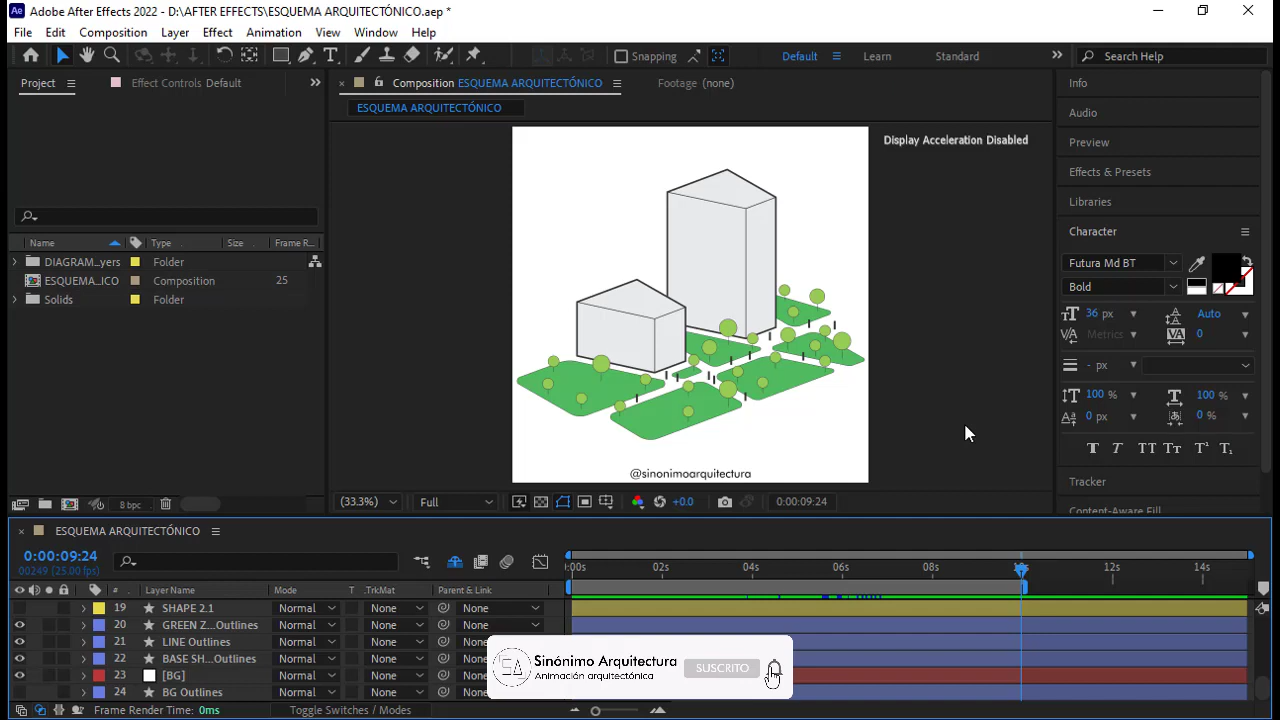 Ae Adobe After Effects 2022 - D:\AFTER EFFECTS\ESQUEMA ARQUITECTÓNICO.aep *
File Edit Composition Layer Effect Animation View Window Help
Snapping Default Learn Standard Search Help
Project Effect Controls Default Composition ESQUEMA ARQUITECTÓNICO Footage (none) Info
ESQUEMA ARQUITECTÓNICO
Audio
Display Acceleration Disabled
Preview
Effects & Presets
Libraries
Character
Name Type Size Frame R...
DIAGRAM...yers Folder
ESQUEMA...ICO Composition 25
Solids Folder
Futura Md BT
Bold
36 px Auto
Metrics 0
- px
100 % 100 %
0 px 0 %
T T TT Tt T¹ T₁
@sinonimoarquitectura
Tracker
Content-Aware Fill
8 bpc (33.3%) Full +0.0 0:00:09:24
ESQUEMA ARQUITECTÓNICO
0:00:09:24
00249 (25.00 fps)
:00s 02s 04s 06s 08s 12s 14s
# Layer Name Mode T .TrkMat Parent & Link
19 SHAPE 2.1 Normal None None
20 GREEN Z...Outlines Normal None None
21 LINE Outlines Normal None None
22 BASE SH...Outlines Normal None
23 [BG] Normal None
24 BG Outlines Normal None
Sinónimo Arquitectura
Animación arquitectónica
SUSCRITO
Frame Render Time: 0ms Toggle Switches / Modes